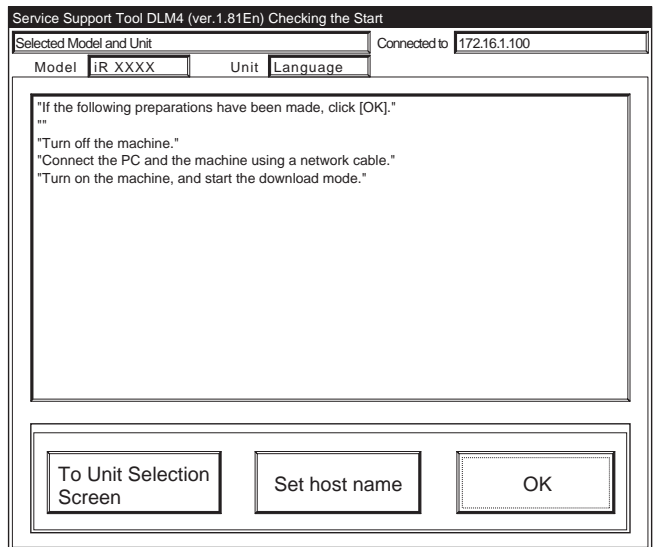 Service Support Tool DLM4 (ver.1.81En) Checking the Start
Selected Model and Unit Connected to 172.16.1.100
Model iR XXXX Unit Language
"If the following preparations have been made, click [OK]."
""
"Turn off the machine."
"Connect the PC and the machine using a network cable."
"Turn on the machine, and start the download mode."
To Unit Selection
Screen
Set host name
OK